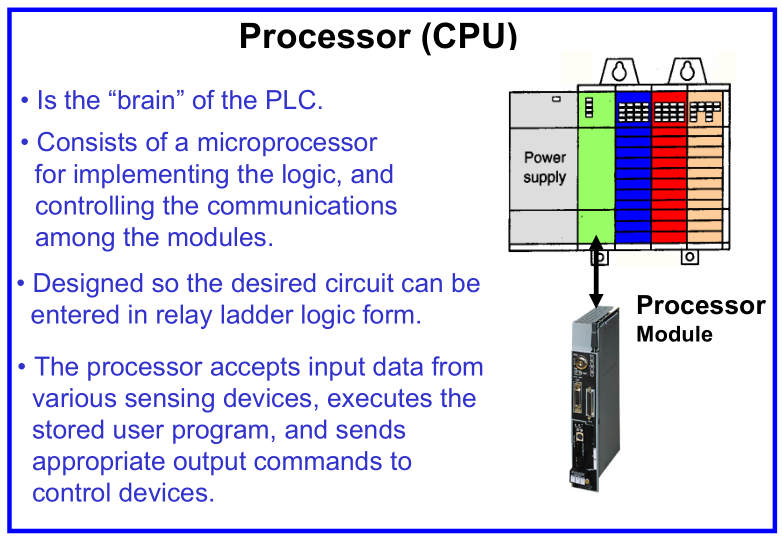 Processor (CPU)
• Is the “brain” of the PLC.
• Consists of a microprocessor
for implementing the logic, and
controlling the communications
among the modules.
• Designed so the desired circuit can be
entered in relay ladder logic form.
• The processor accepts input data from
various sensing devices, executes the
stored user program, and sends
appropriate output commands to
control devices.
Power
supply
Processor
Module